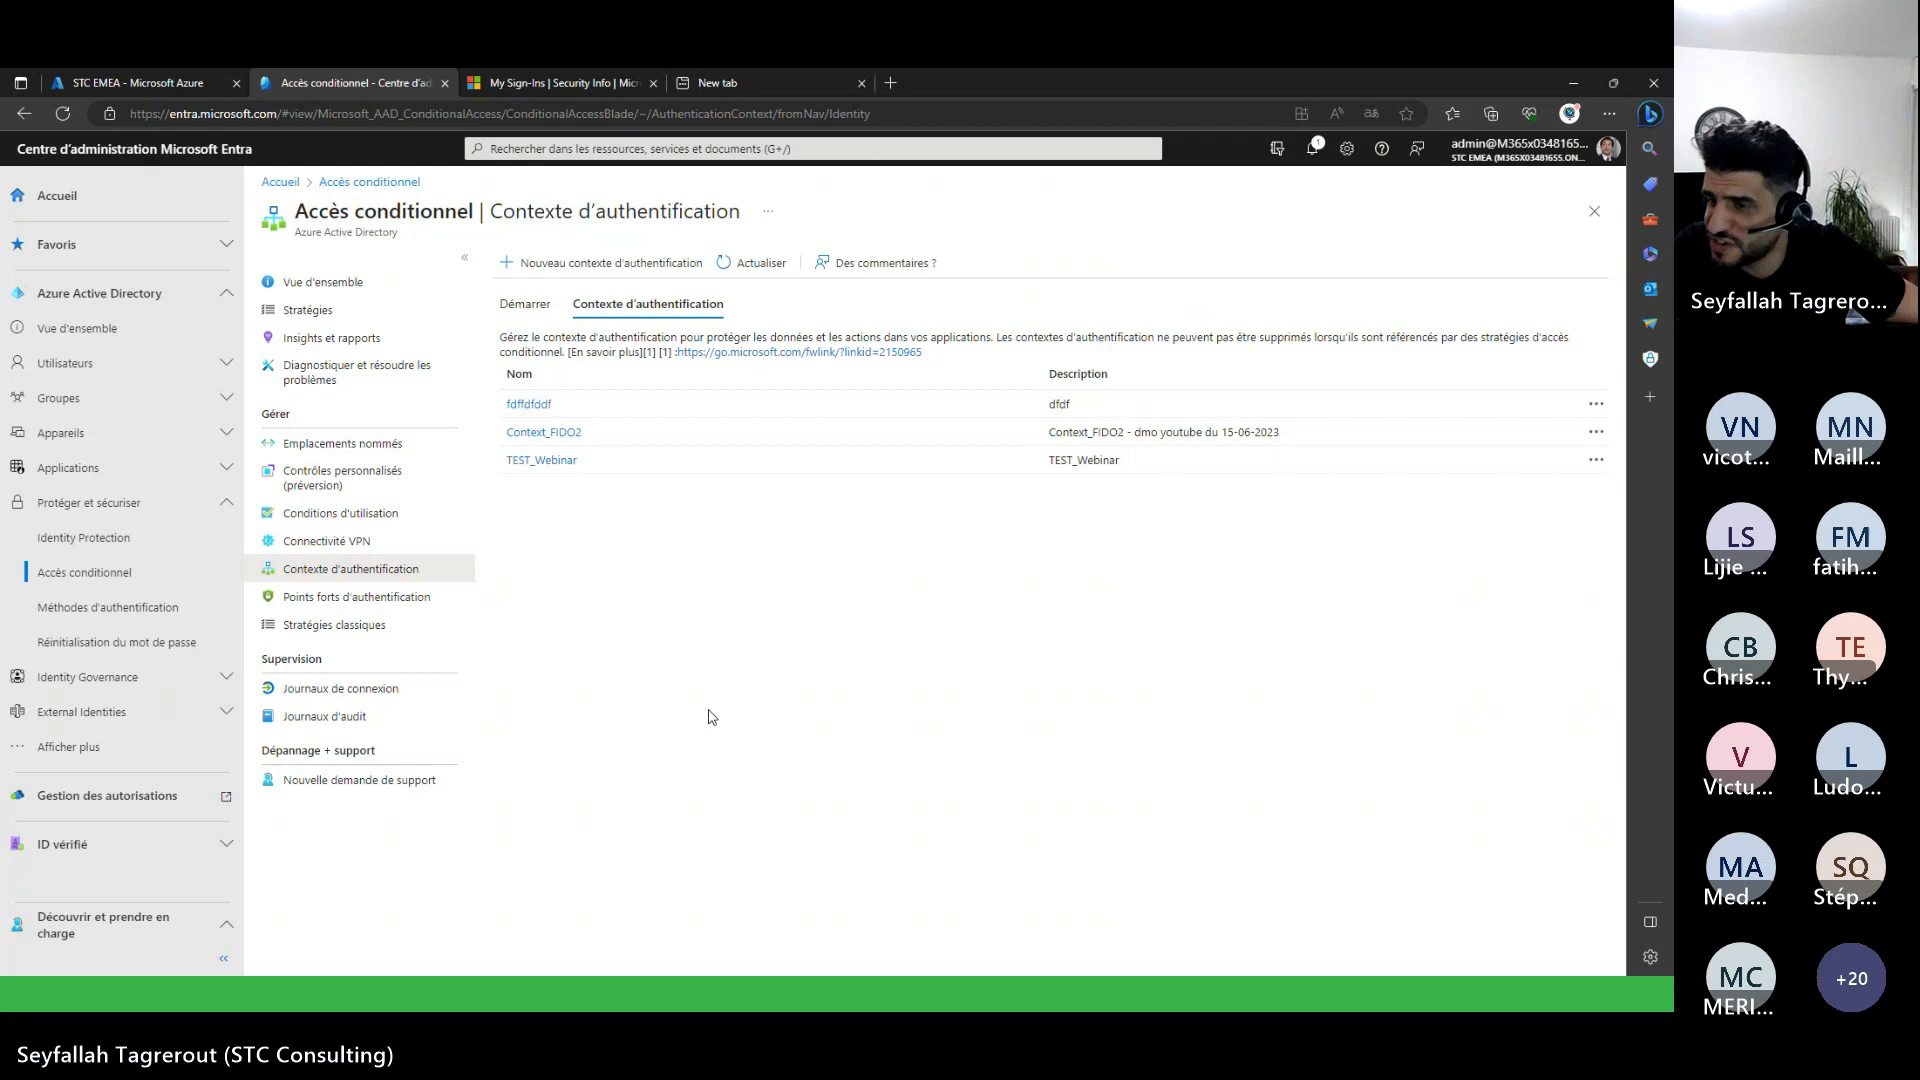 STC EMEA - Microsoft Azure
Accès conditionnel - Centre d'ad
My Sign-Ins | Security Info | Micr
New tab
https://entra.microsoft.com/#view/Microsoft_AAD_ConditionalAccess/ConditionalAccessBlade/~/AuthenticationContext/fromNav/Identity
Centre d'administration Microsoft Entra
Rechercher dans les ressources, services et documents (G+/)
1
admin@M365x0348165...
STC EMEA (M365X03481655.ON...
Accueil
Favoris
Azure Active Directory
Vue d'ensemble
Utilisateurs
Groupes
Appareils
Applications
Protéger et sécuriser
Identity Protection
Accès conditionnel
Méthodes d'authentification
Réinitialisation du mot de passe
Identity Governance
External Identities
Afficher plus
Gestion des autorisations
ID vérifié
Découvrir et prendre en
charge
Accueil > Accès conditionnel
Accès conditionnel | Contexte d'authentification ...
Azure Active Directory
Vue d'ensemble
Stratégies
Insights et rapports
Diagnostiquer et résoudre les
problèmes
Gérer
Emplacements nommés
Contrôles personnalisés
(préversion)
Conditions d'utilisation
Connectivité VPN
Contexte d'authentification
Points forts d'authentification
Stratégies classiques
Supervision
Journaux de connexion
Journaux d'audit
Dépannage + support
Nouvelle demande de support
Nouveau contexte d'authentification
Actualiser
Des commentaires ?
Démarrer
Contexte d'authentification
Gérez le contexte d'authentification pour protéger les données et les actions dans vos applications. Les contextes d'authentification ne peuvent pas être supprimés lorsqu'ils sont référencés par des stratégies d'accès
conditionnel. [En savoir plus][1] [1] :https://go.microsoft.com/fwlink/?linkid=2150965
Nom Description
fdffdfddf dfdf
Context_FIDO2 Context_FIDO2 - dmo youtube du 15-06-2023
TEST_Webinar TEST_Webinar
Seyfallah Tagrero...
VN
vicot...
MN
Maill...
LS
Lijie ...
FM
fatih...
CB
Chris...
TE
Thy...
V
Victu...
L
Ludo...
MA
Med...
SQ
Stép...
MC
MERI...
+20
Seyfallah Tagrerout (STC Consulting)